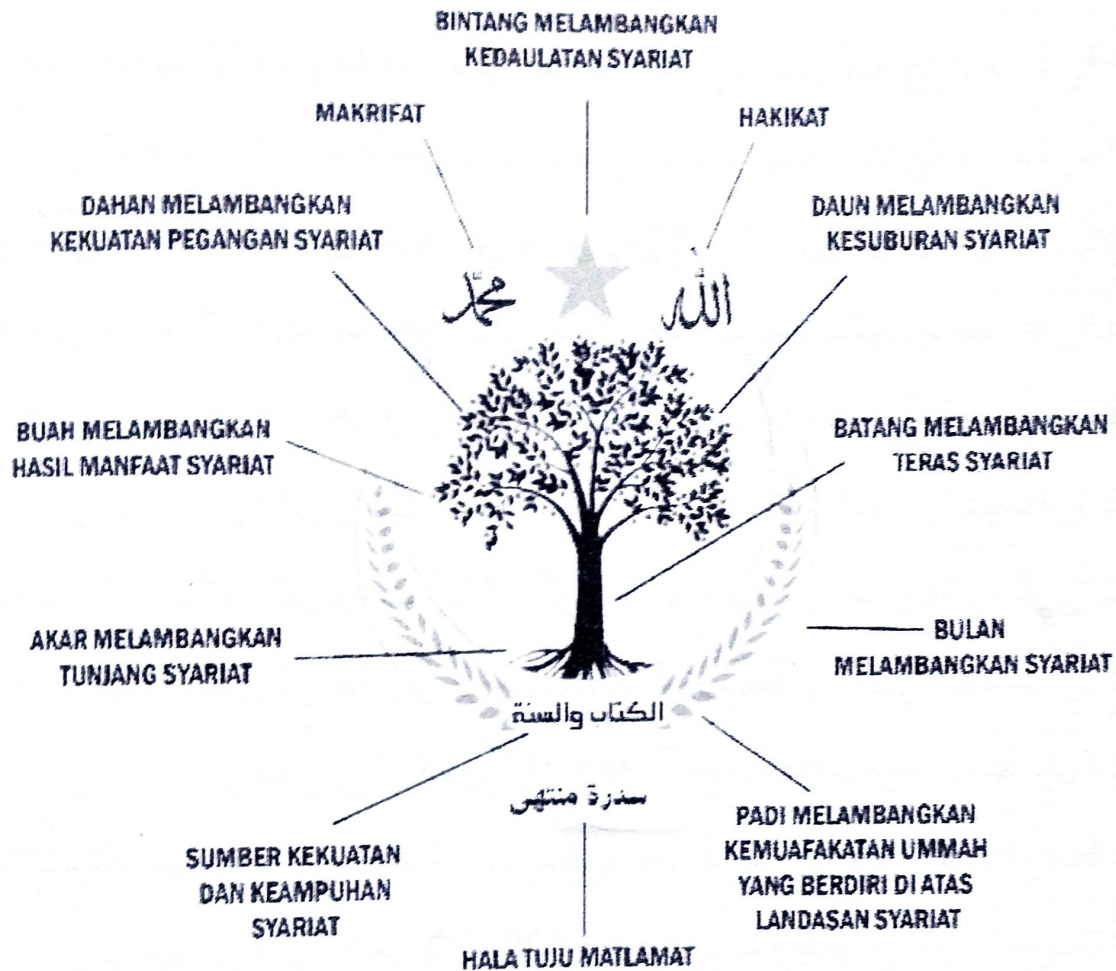 BINTANG MELAMBANGKAN
KEDAULATAN SYARIAT
MAKRIFAT
HAKIKAT
DAHAN MELAMBANGKAN
KEKUATAN PEGANGAN SYARIAT
DAUN MELAMBANGKAN
KESUBURAN SYARIAT
محمد
الله
BUAH MELAMBANGKAN
HASIL MANFAAT SYARIAT
BATANG MELAMBANGKAN
TERAS SYARIAT
AKAR MELAMBANGKAN
TUNJANG SYARIAT
BULAN
MELAMBANGKAN SYARIAT
الكتاب والسنة
سدرة منتهى
SUMBER KEKUATAN
DAN KEAMPUHAN
SYARIAT
PADI MELAMBANGKAN
KEMUAFAKATAN UMMAH
YANG BERDIRI DI ATAS
LANDASAN SYARIAT
HALA TUJU MATLAMAT